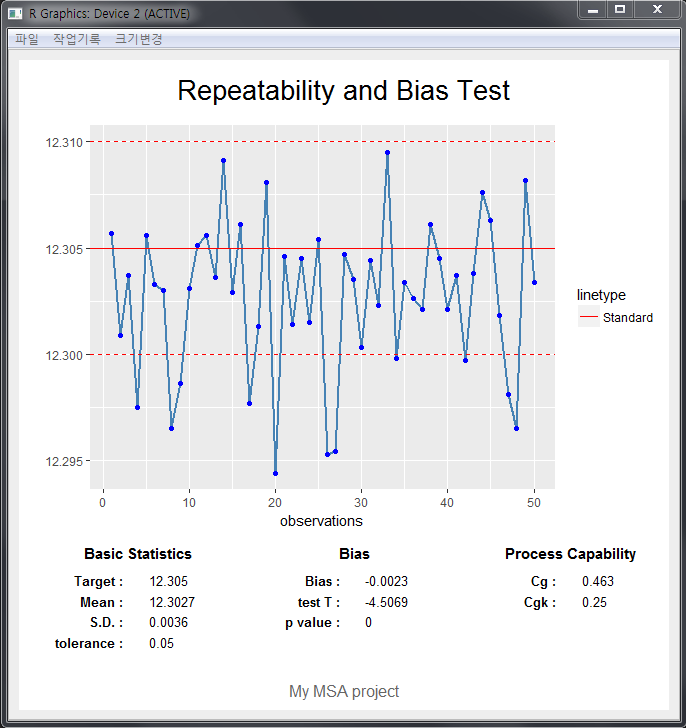 R Graphics: Device 2 (ACTIVE)
파일 작업기록 크기변경
Repeatability and Bias Test
12.310
12.305
12.300
12.295
0 10 20 30 40 50
observations
linetype
Standard
Basic Statistics Bias Process Capability
Target : 12.305 Bias : -0.0023 Cg : 0.463
Mean : 12.3027 test T : -4.5069 Cgk : 0.25
S.D. : 0.0036 p value : 0
tolerance : 0.05
My MSA project